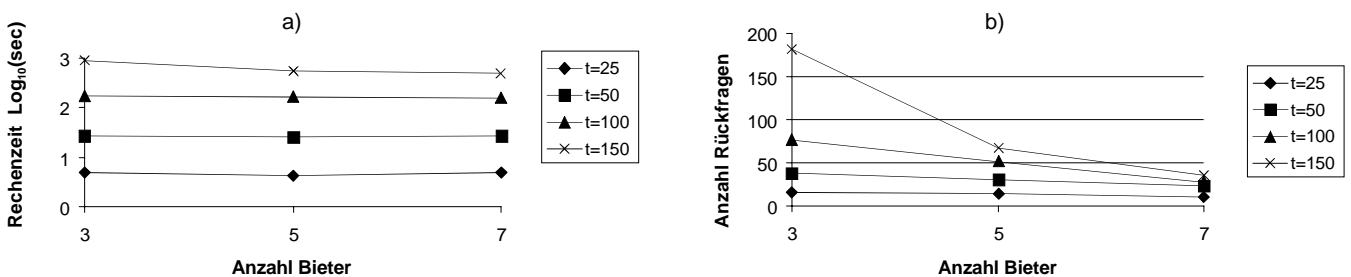 a)
Rechenzeit Log₁₀(sec)
3
2
1
0
3 5 7
Anzahl Bieter
t=25
t=50
t=100
t=150
b)
Anzahl Rückfragen
200
150
100
50
0
3 5 7
Anzahl Bieter
t=25
t=50
t=100
t=150